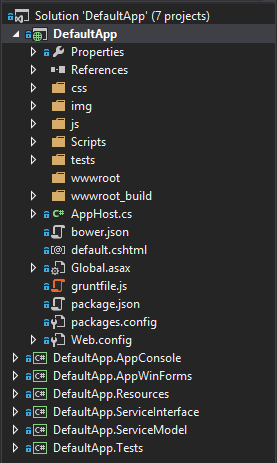 Solution 'DefaultApp' (7 projects)
DefaultApp
Properties
References
css
img
js
Scripts
tests
wwwroot
wwwroot_build
C# AppHost.cs
bower.json
[@] default.cshtml
Global.asax
gruntfile.js
package.json
packages.config
Web.config
C# DefaultApp.AppConsole
C# DefaultApp.AppWinForms
C# DefaultApp.Resources
C# DefaultApp.ServiceInterface
C# DefaultApp.ServiceModel
C# DefaultApp.Tests